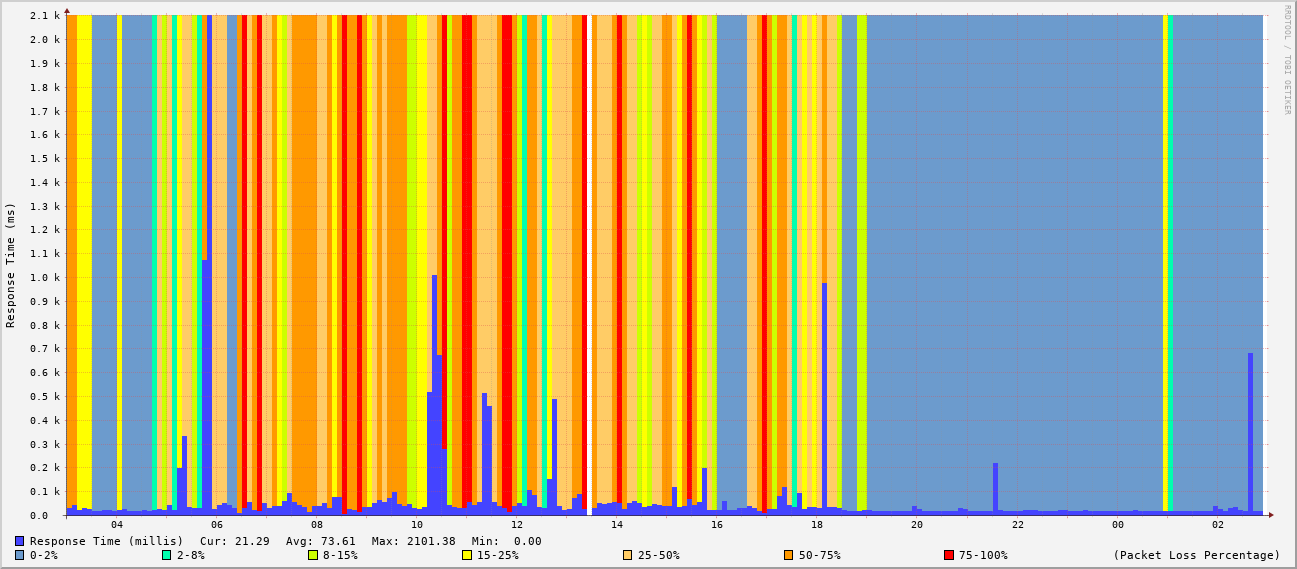 2.1 k
2.0 k
1.9 k
1.8 k
1.7 k
1.6 k
1.5 k
1.4 k
1.3 k
1.2 k
1.1 k
1.0 k
0.9 k
0.8 k
0.7 k
0.6 k
0.5 k
0.4 k
0.3 k
0.2 k
0.1 k
0.0
Response Time (ms)
RRDTOOL / TOBI OETIKER
04 06 08 10 12 14 16 18 20 22 00 02
Response Time (millis) Cur: 21.29 Avg: 73.61 Max: 2101.38 Min: 0.00
0-2% 2-8% 8-15% 15-25% 25-50% 50-75% 75-100% (Packet Loss Percentage)